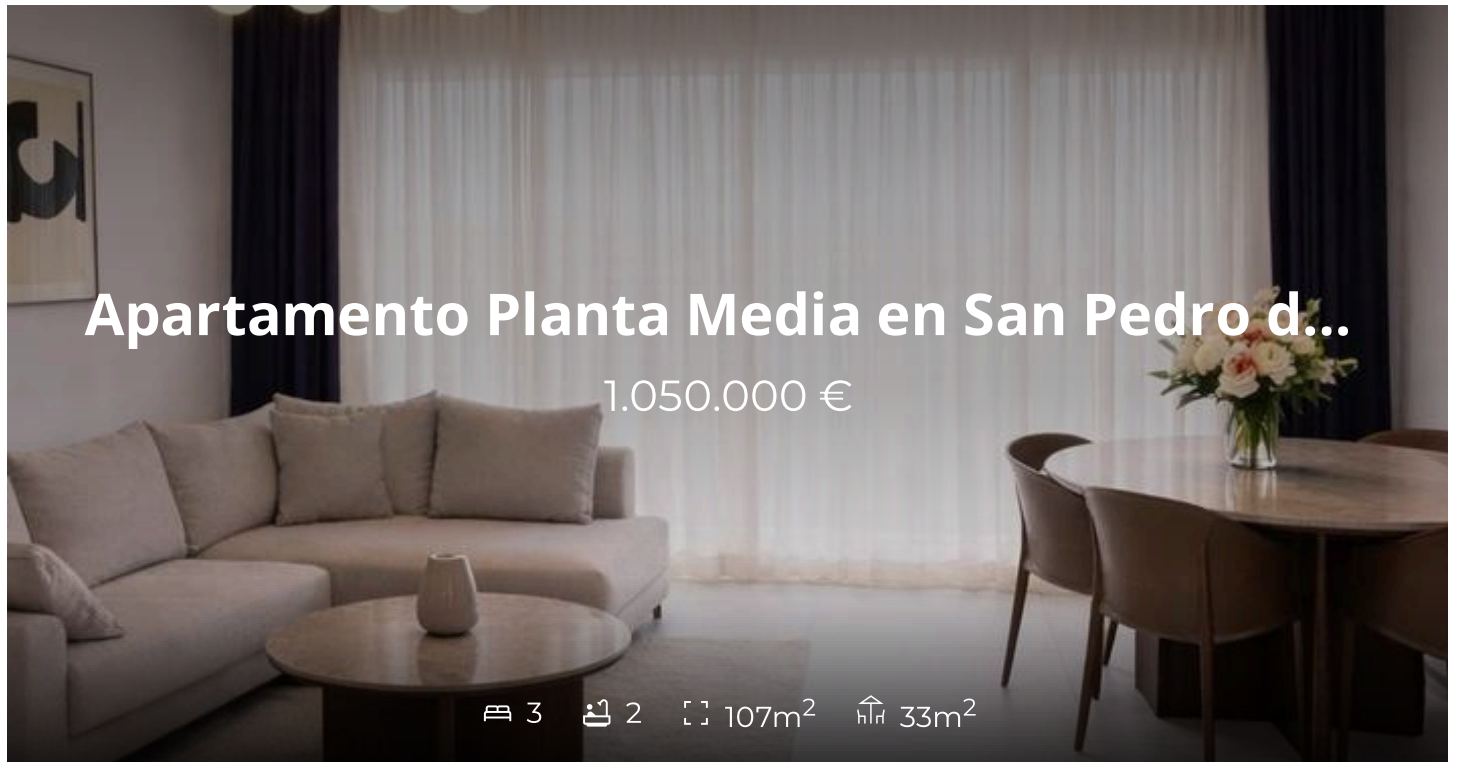 Apartamento Planta Media en San Pedro d...
1.050.000 €
3 2 107m² 33m²